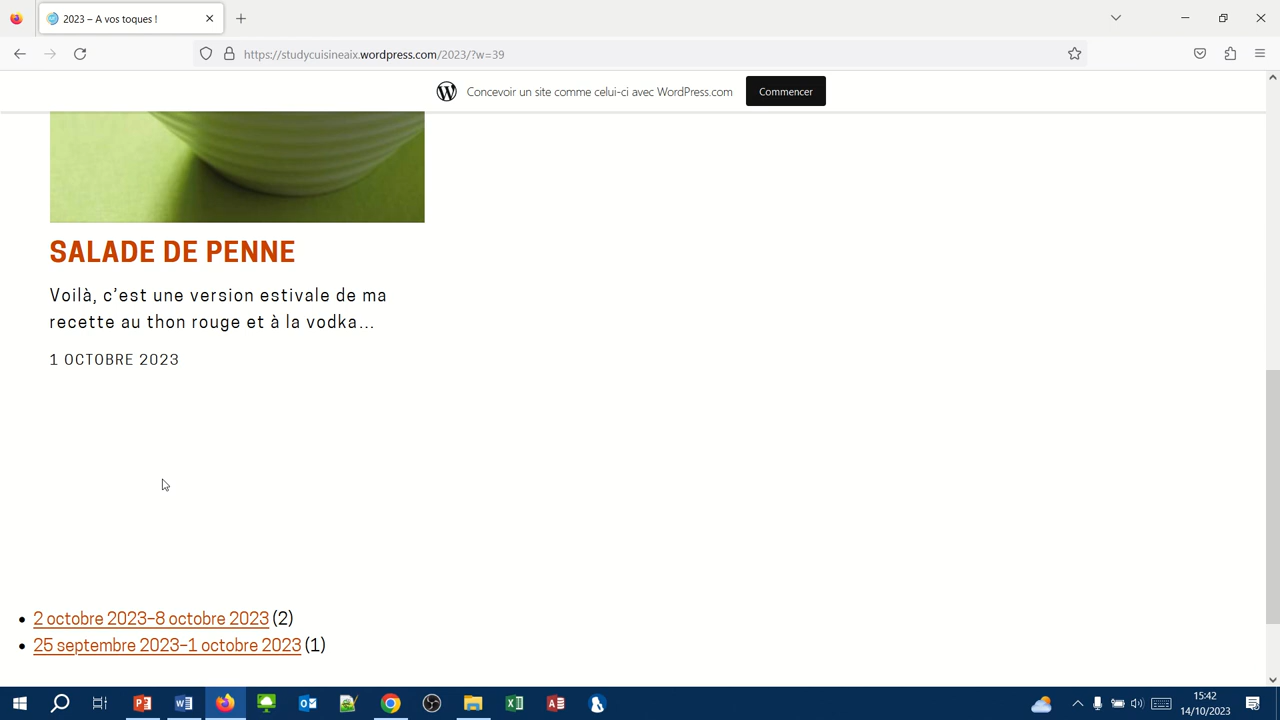 2023 – A vos toques !
https://studycuisineaix.wordpress.com/2023/?w=39
Concevoir un site comme celui-ci avec WordPress.com
Commencer
SALADE DE PENNE
Voilà, c’est une version estivale de ma
recette au thon rouge et à la vodka…
1 OCTOBRE 2023
2 octobre 2023–8 octobre 2023 (2)
25 septembre 2023–1 octobre 2023 (1)
15:42
14/10/2023